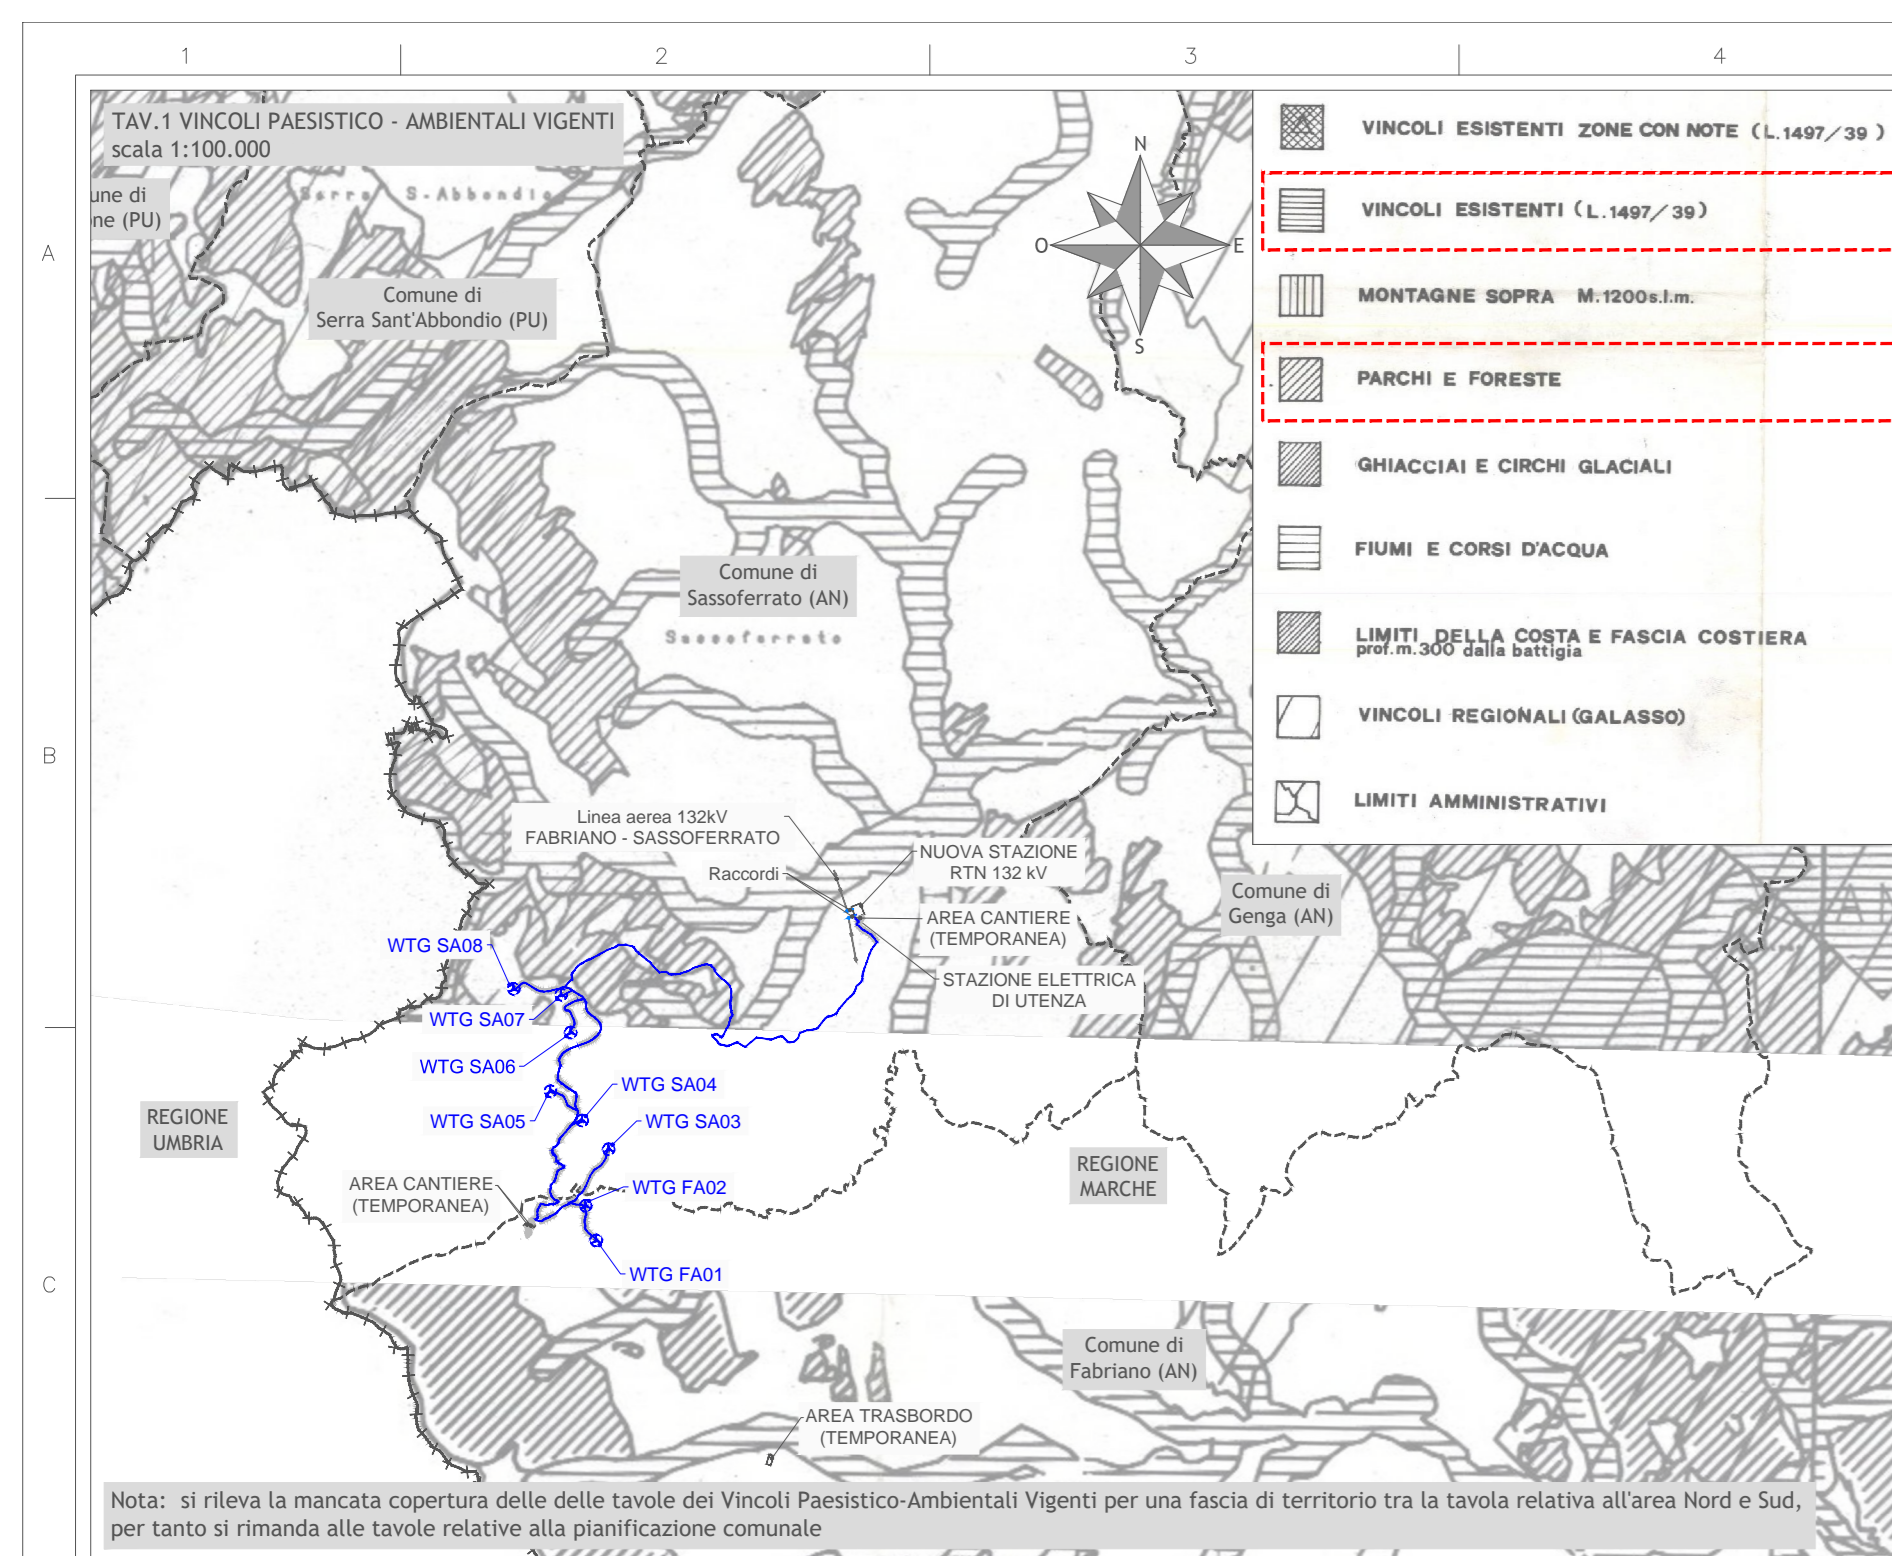 1
2
3
4
A
B
C
TAV.1 VINCOLI PAESISTICO - AMBIENTALI VIGENTI
scala 1:100.000
une di
ne (PU)
Serra S.Abbondio
Comune di
Serra Sant'Abbondio (PU)
N
O
E
S
VINCOLI ESISTENTI ZONE CON NOTE (L.1497/39)
VINCOLI ESISTENTI (L.1497/39)
MONTAGNE SOPRA M.1200s.l.m.
PARCHI E FORESTE
GHIACCIAI E CIRCHI GLACIALI
FIUMI E CORSI D'ACQUA
LIMITI DELLA COSTA E FASCIA COSTIERA
prof.m.300 dalla battigia
VINCOLI REGIONALI (GALASSO)
LIMITI AMMINISTRATIVI
Comune di
Sassoferrato (AN)
Sassoferrato
Linea aerea 132kV
FABRIANO - SASSOFERRATO
Raccordi
NUOVA STAZIONE
RTN 132 kV
AREA CANTIERE
(TEMPORANEA)
STAZIONE ELETTRICA
DI UTENZA
Comune di
Genga (AN)
WTG SA08
WTG SA07
WTG SA06
WTG SA05
WTG SA04
WTG SA03
WTG FA02
WTG FA01
REGIONE
UMBRIA
AREA CANTIERE
(TEMPORANEA)
REGIONE
MARCHE
Comune di
Fabriano (AN)
AREA TRASBORDO
(TEMPORANEA)
Nota: si rileva la mancata copertura delle delle tavole dei Vincoli Paesistico-Ambientali Vigenti per una fascia di territorio tra la tavola relativa all'area Nord e Sud,
per tanto si rimanda alle tavole relative alla pianificazione comunale